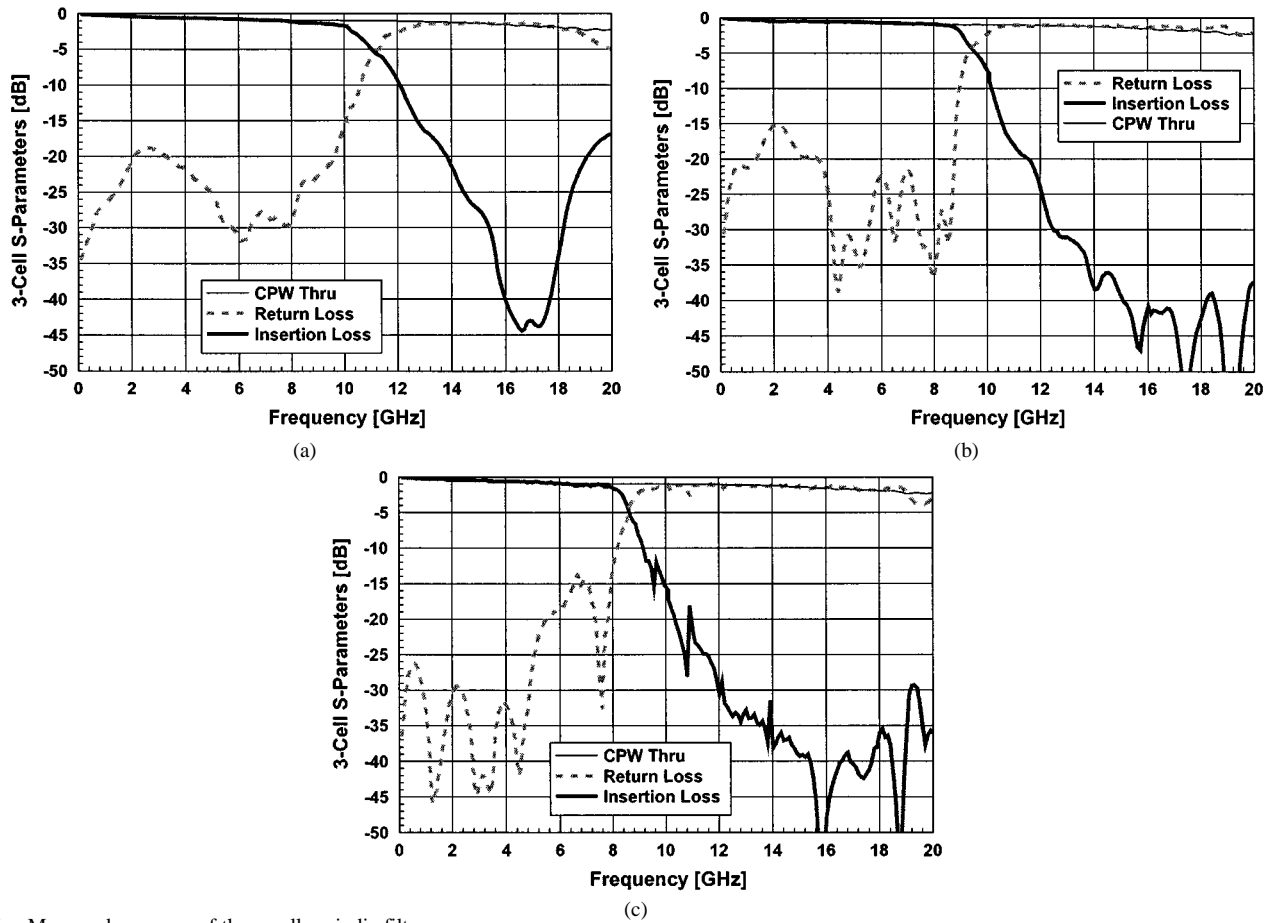 3-Cell S-Parameters [dB]
0
-5
-10
-15
-20
-25
-30
-35
-40
-45
-50
CPW Thru
Return Loss
Insertion Loss
0 2 4 6 8 10 12 14 16 18 20
Frequency [GHz]
(a)
3-Cell S-Parameters [dB]
0
-5
-10
-15
-20
-25
-30
-35
-40
-45
-50
Return Loss
Insertion Loss
CPW Thru
0 2 4 6 8 10 12 14 16 18 20
Frequency [GHz]
(b)
3-Cell S-Parameters [dB]
0
-5
-10
-15
-20
-25
-30
-35
-40
-45
-50
CPW Thru
Return Loss
Insertion Loss
0 2 4 6 8 10 12 14 16 18 20
Frequency [GHz]
(c)